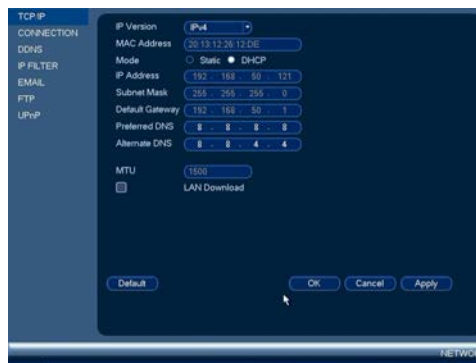 TCP/IP
CONNECTION
DDNS
IP FILTER
EMAIL
FTP
UPnP
IP Version IPv4
MAC Address 20:13:12:26:12:DE
Mode Static DHCP
IP Address 192 . 168 . 50 . 121
Subnet Mask 255 . 255 . 255 . 0
Default Gateway 192 . 168 . 50 . 1
Preferred DNS 8 . 8 . 8 . 8
Alternate DNS 8 . 8 . 4 . 4
MTU 1500
LAN Download
Default OK Cancel Apply
NETWO